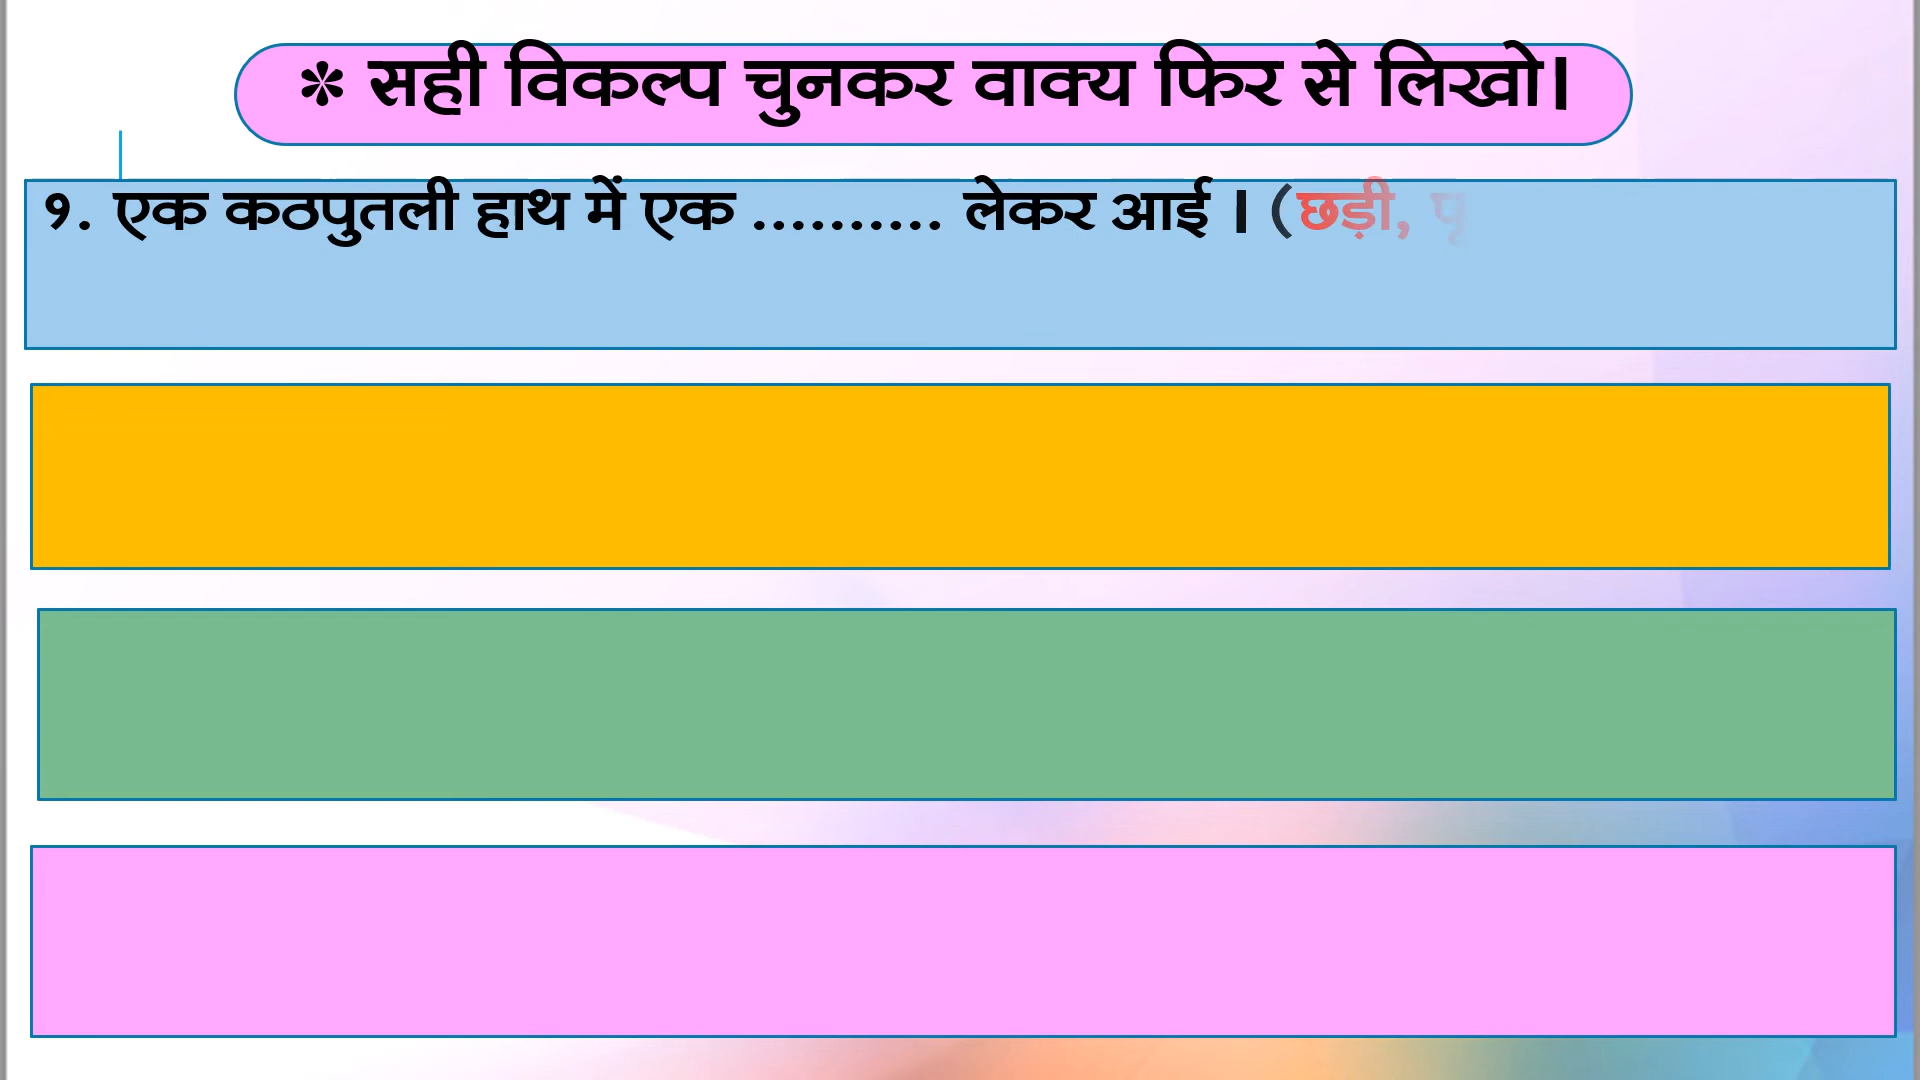 * सही विकल्प चुनकर वाक्य फिर से लिखो।
१. एक कठपुतली हाथ में एक .......... लेकर आई । (छड़ी,